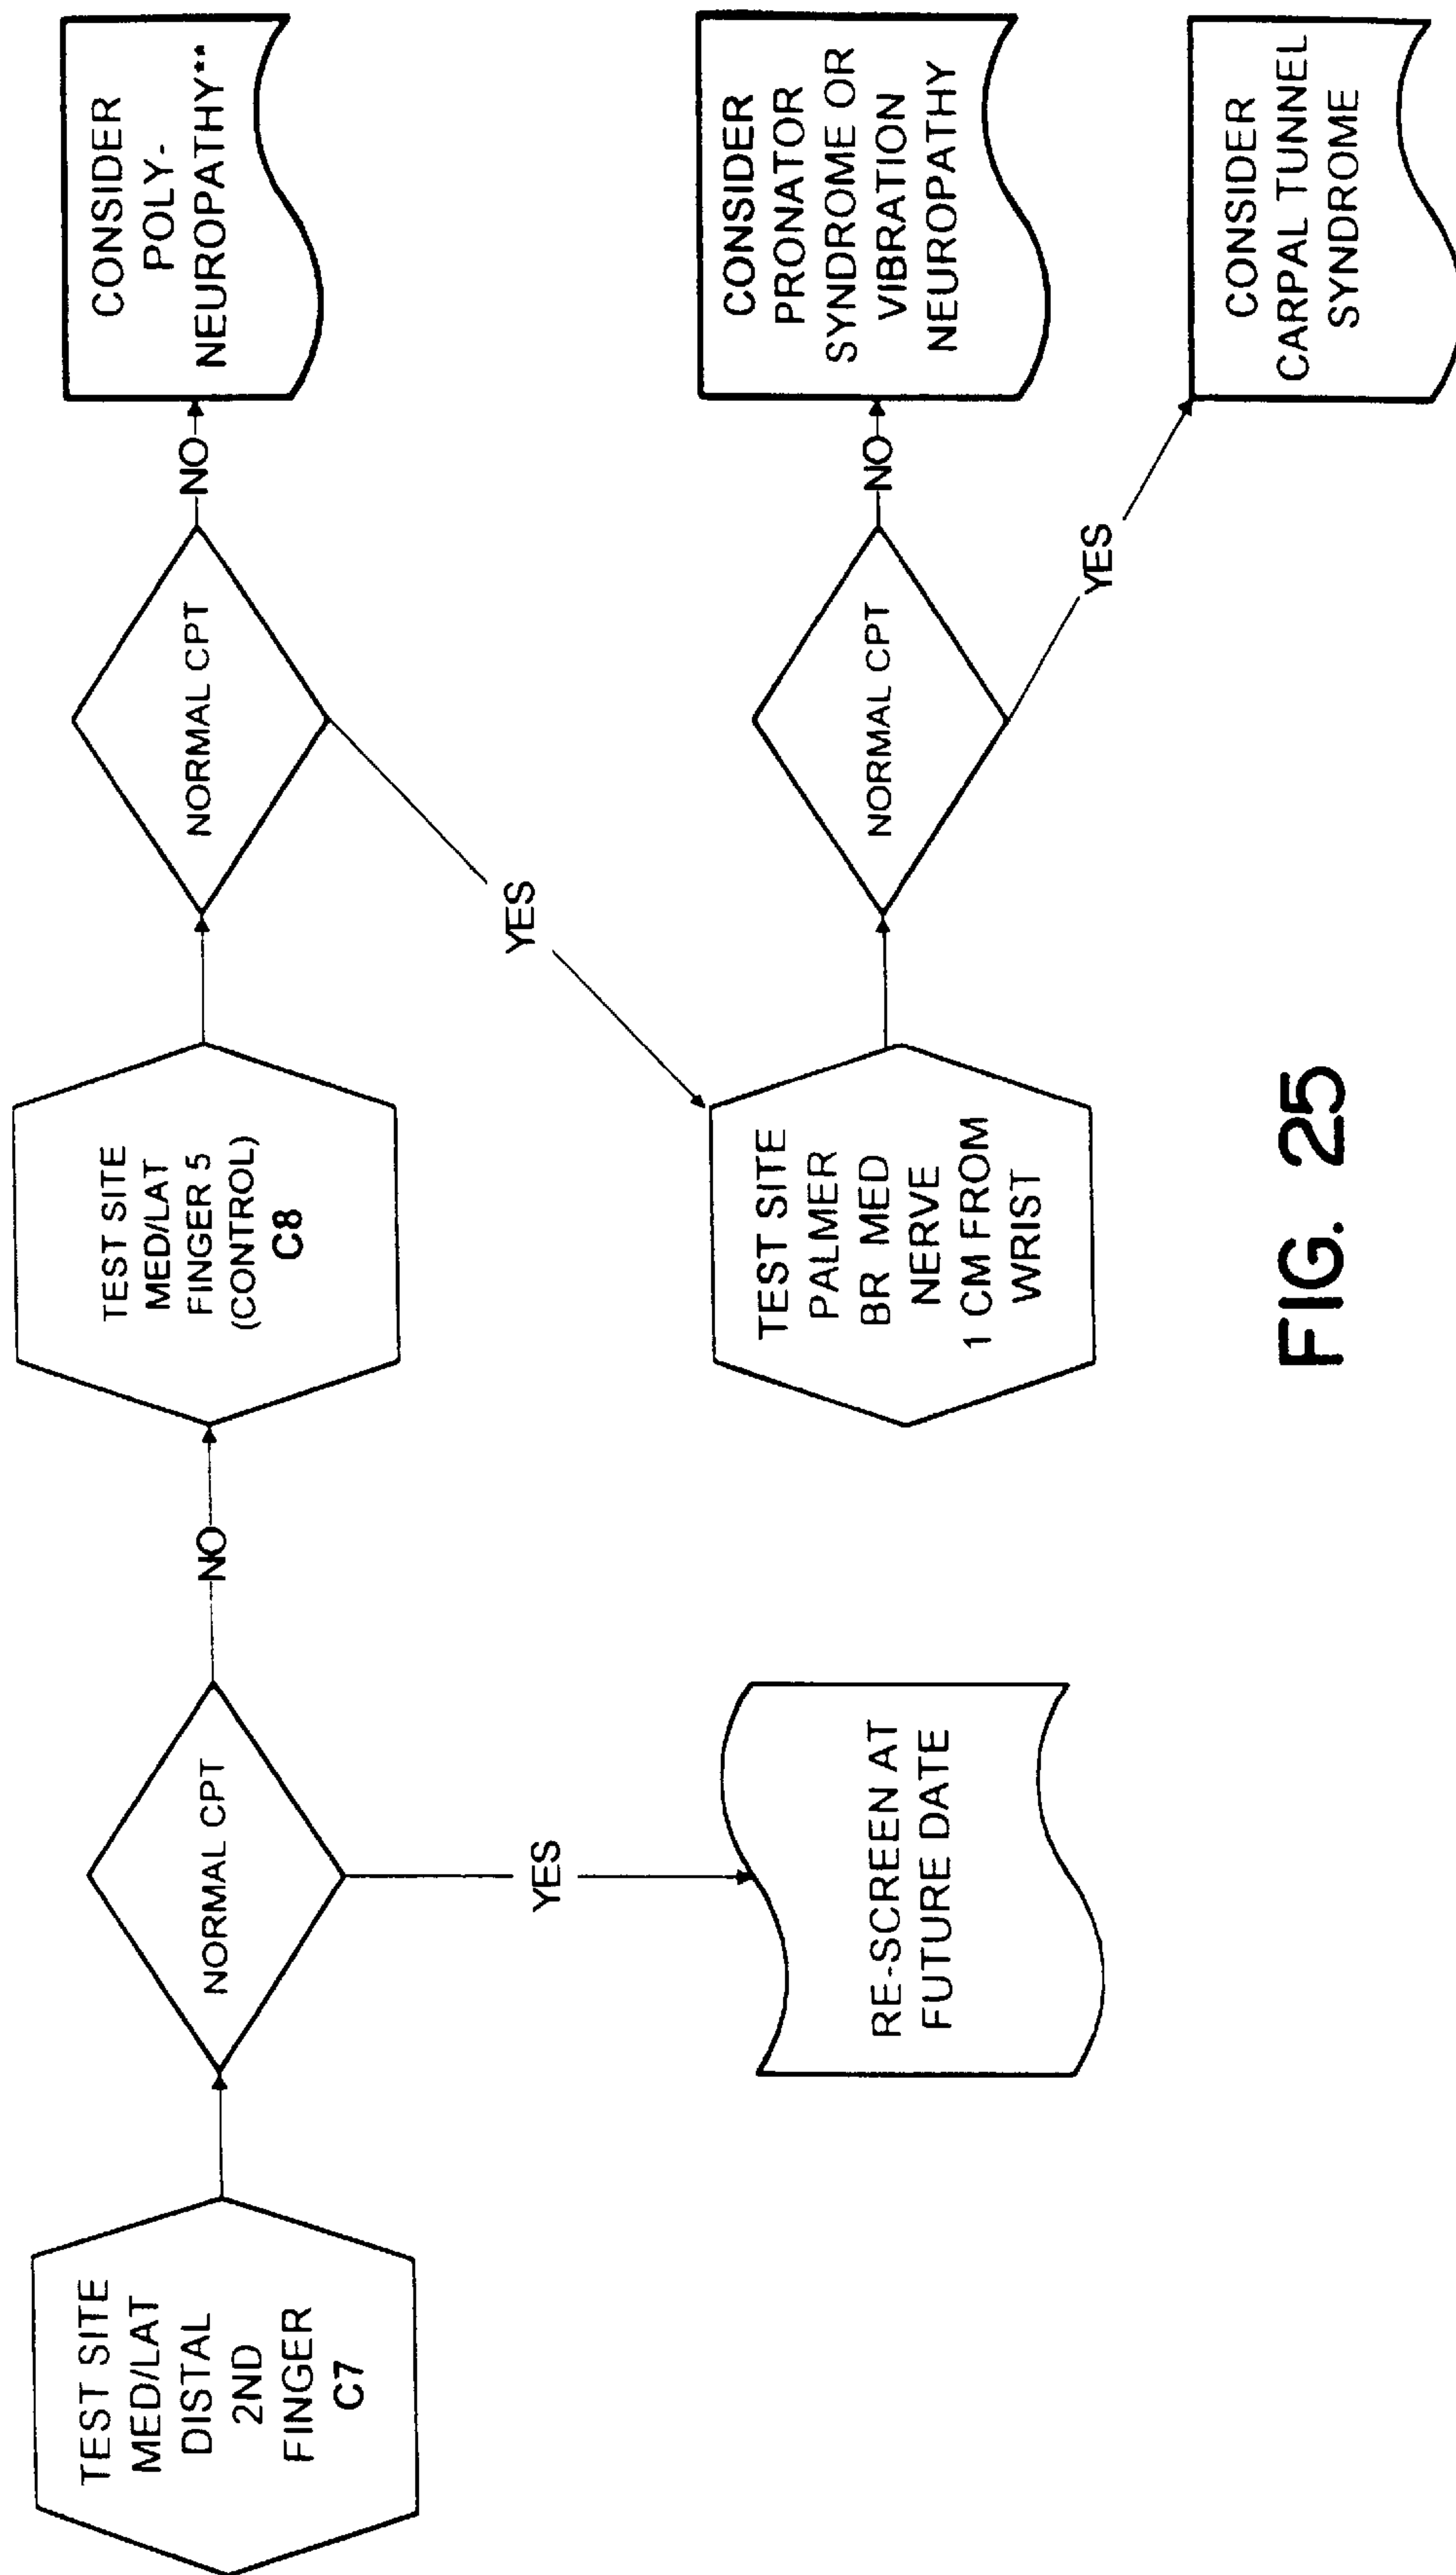 TEST SITE
MED/LAT
DISTAL
2ND
FINGER
C7
NORMAL CPT
NO
YES
RE-SCREEN AT
FUTURE DATE
TEST SITE
MED/LAT
FINGER 5
(CONTROL)
C8
NORMAL CPT
NO
CONSIDER
POLY-
NEUROPATHY**
YES
TEST SITE
PALMER
BR MED
NERVE
1 CM FROM
WRIST
NORMAL CPT
NO
CONSIDER
PRONATOR
SYNDROME OR
VIBRATION
NEUROPATHY
YES
CONSIDER
CARPAL TUNNEL
SYNDROME
FIG. 25